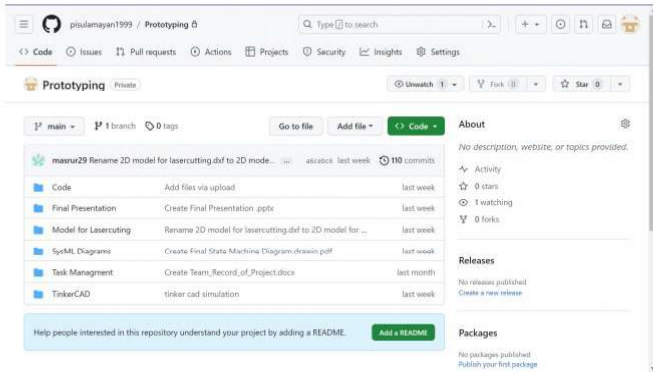 pisulamayan1999 / Prototyping
Type / to search
Code
Issues
Pull requests
Actions
Projects
Security
Insights
Settings
Prototyping Private
Unwatch 1
Fork 0
Star 0
main
1 branch
0 tags
Go to file
Add file
Code
masrur29 Rename 2D model for lasercutting.dxf to 2D mode... ... last week 110 commits
Code Add files via upload last week
Final Presentation Create Final Presentation .pptx last week
Model for Lasercuting Rename 2D model for lasercutting.dxf to 2D model for ... last week
SysML Diagrams Create Final State Machine Diagram.drawio.pdf last week
Task Managment Create Team_Record_of_Project.docx last month
TinkerCAD tinker cad simulation last week
Help people interested in this repository understand your project by adding a README. Add a README
About
No description, website, or topics provided.
Activity
0 stars
1 watching
0 forks
Releases
No releases published
Create a new release
Packages
No packages published
Publish your first package